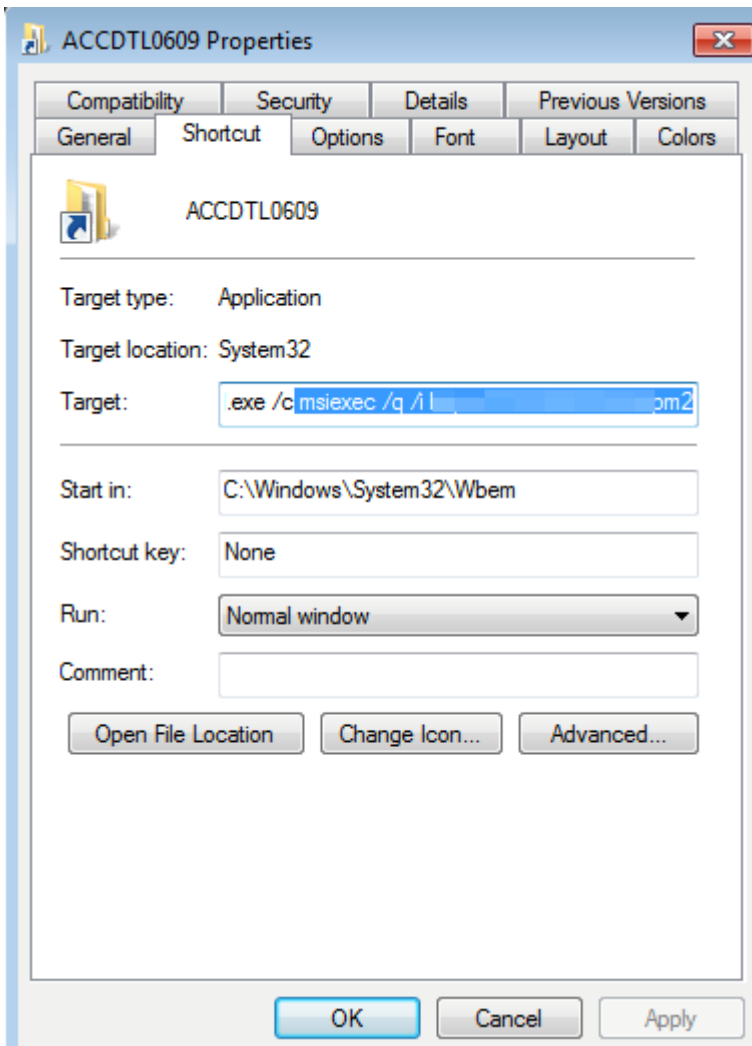 ACCDTL0609 Properties
Compatibility Security Details Previous Versions
General Shortcut Options Font Layout Colors
ACCDTL0609
Target type: Application
Target location: System32
Target: .exe /c msiexec /q /i
Start in: C:\Windows\System32\Wbem
Shortcut key: None
Run: Normal window
Comment:
Open File Location Change Icon... Advanced...
OK Cancel Apply